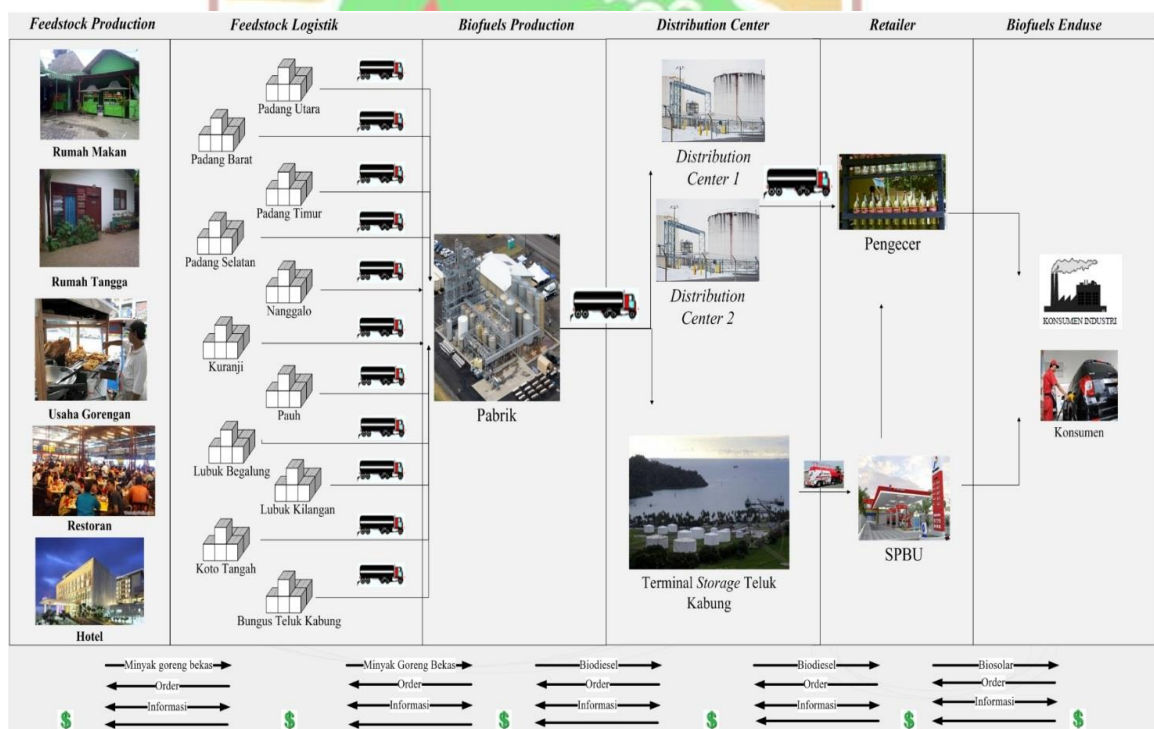 Feedstock Production
Feedstock Logistik
Biofuels Production
Distribution Center
Retailer
Biofuels Enduse
Rumah Makan
Rumah Tangga
Usaha Gorengan
Restoran
Hotel
Padang Utara
Padang Barat
Padang Timur
Padang Selatan
Nanggalo
Kuranji
Pauh
Lubuk Begalung
Lubuk Kilangan
Koto Tangah
Bungus Teluk Kabung
Pabrik
Distribution
Center 1
Distribution
Center 2
Terminal Storage Teluk
Kabung
Pengecer
SPBU
KONSUMEN INDUSTRI
Konsumen
Minyak goreng bekas
Order
Informasi
$
Minyak Goreng Bekas
Order
Informasi
$
Biodiesel
Order
Informasi
$
Biodiesel
Order
Informasi
$
Biosolar
Order
Informasi
$
$